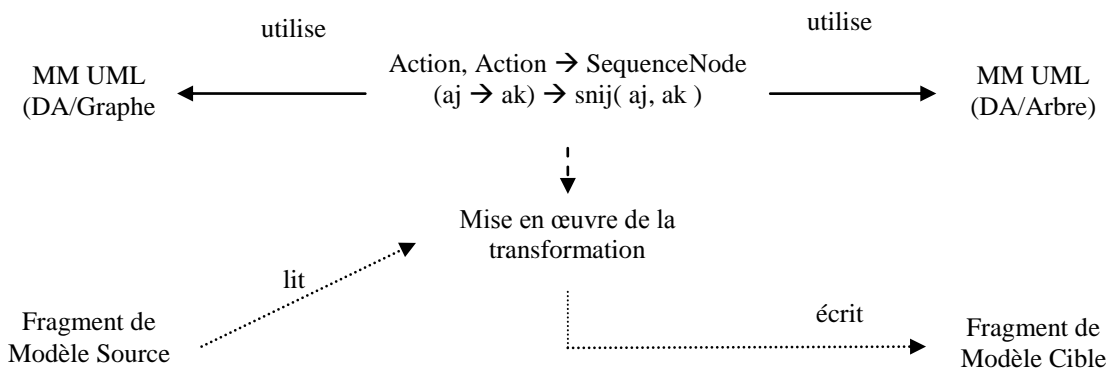 utilise
utilise
Action, Action → SequenceNode
(aj → ak) → snij( aj, ak )
MM UML
(DA/Graphe
MM UML
(DA/Arbre)
Mise en œuvre de la
transformation
lit
écrit
Fragment de
Modèle Source
Fragment de
Modèle Cible